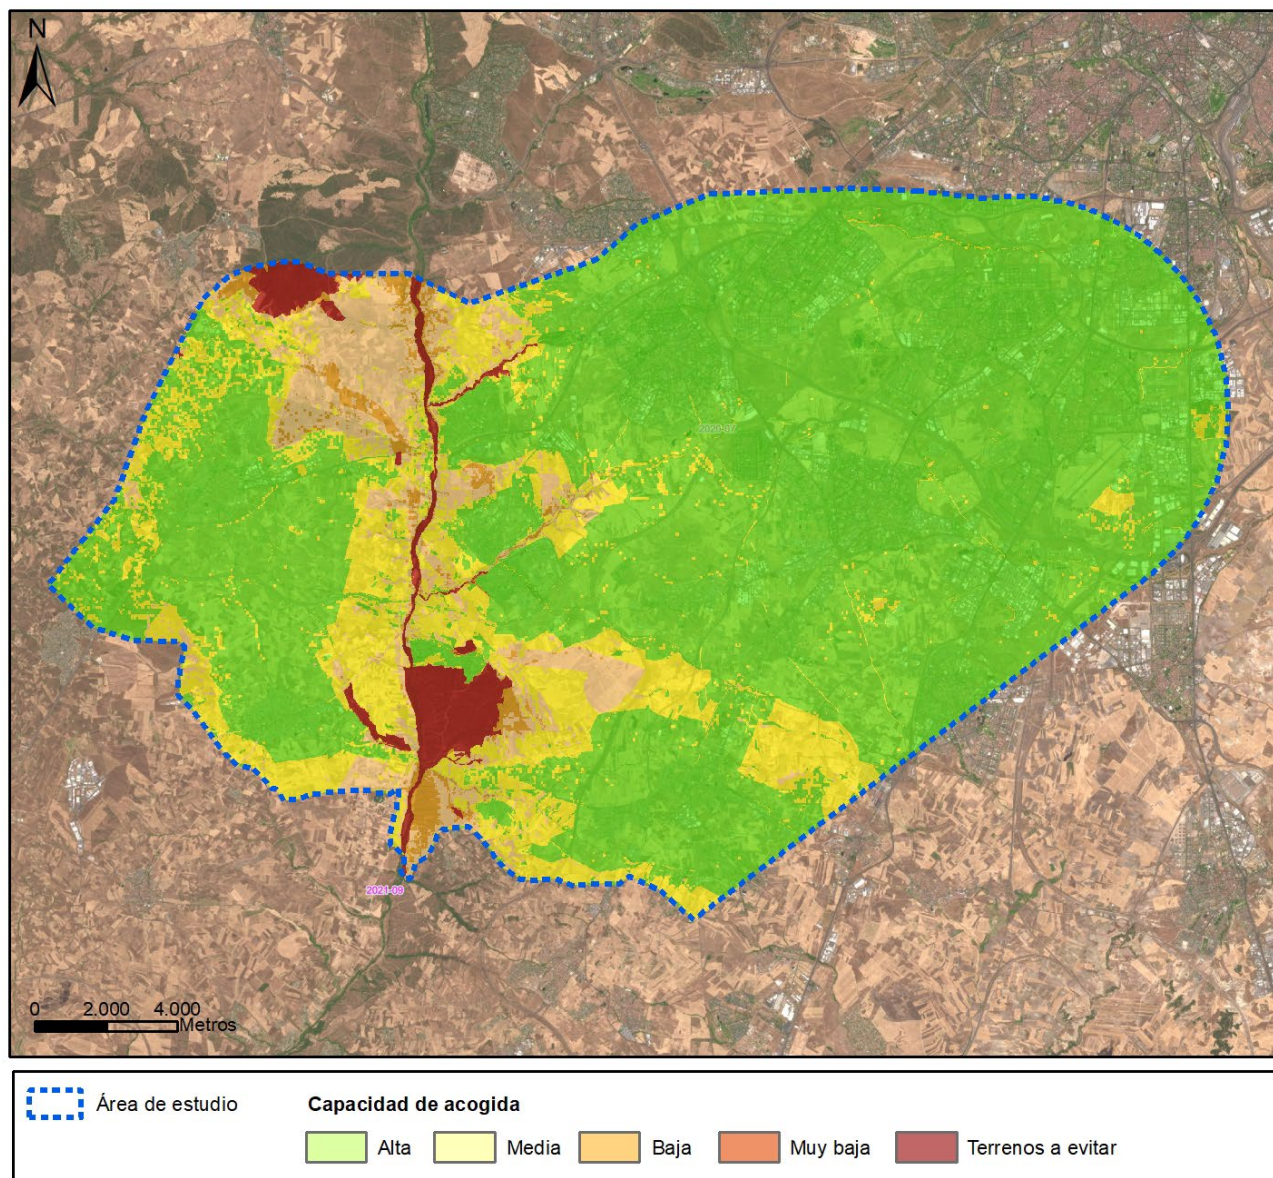 N
2020-07
2021-09
0 2.000 4.000
Metros
Área de estudio
Capacidad de acogida
Alta
Media
Baja
Muy baja
Terrenos a evitar